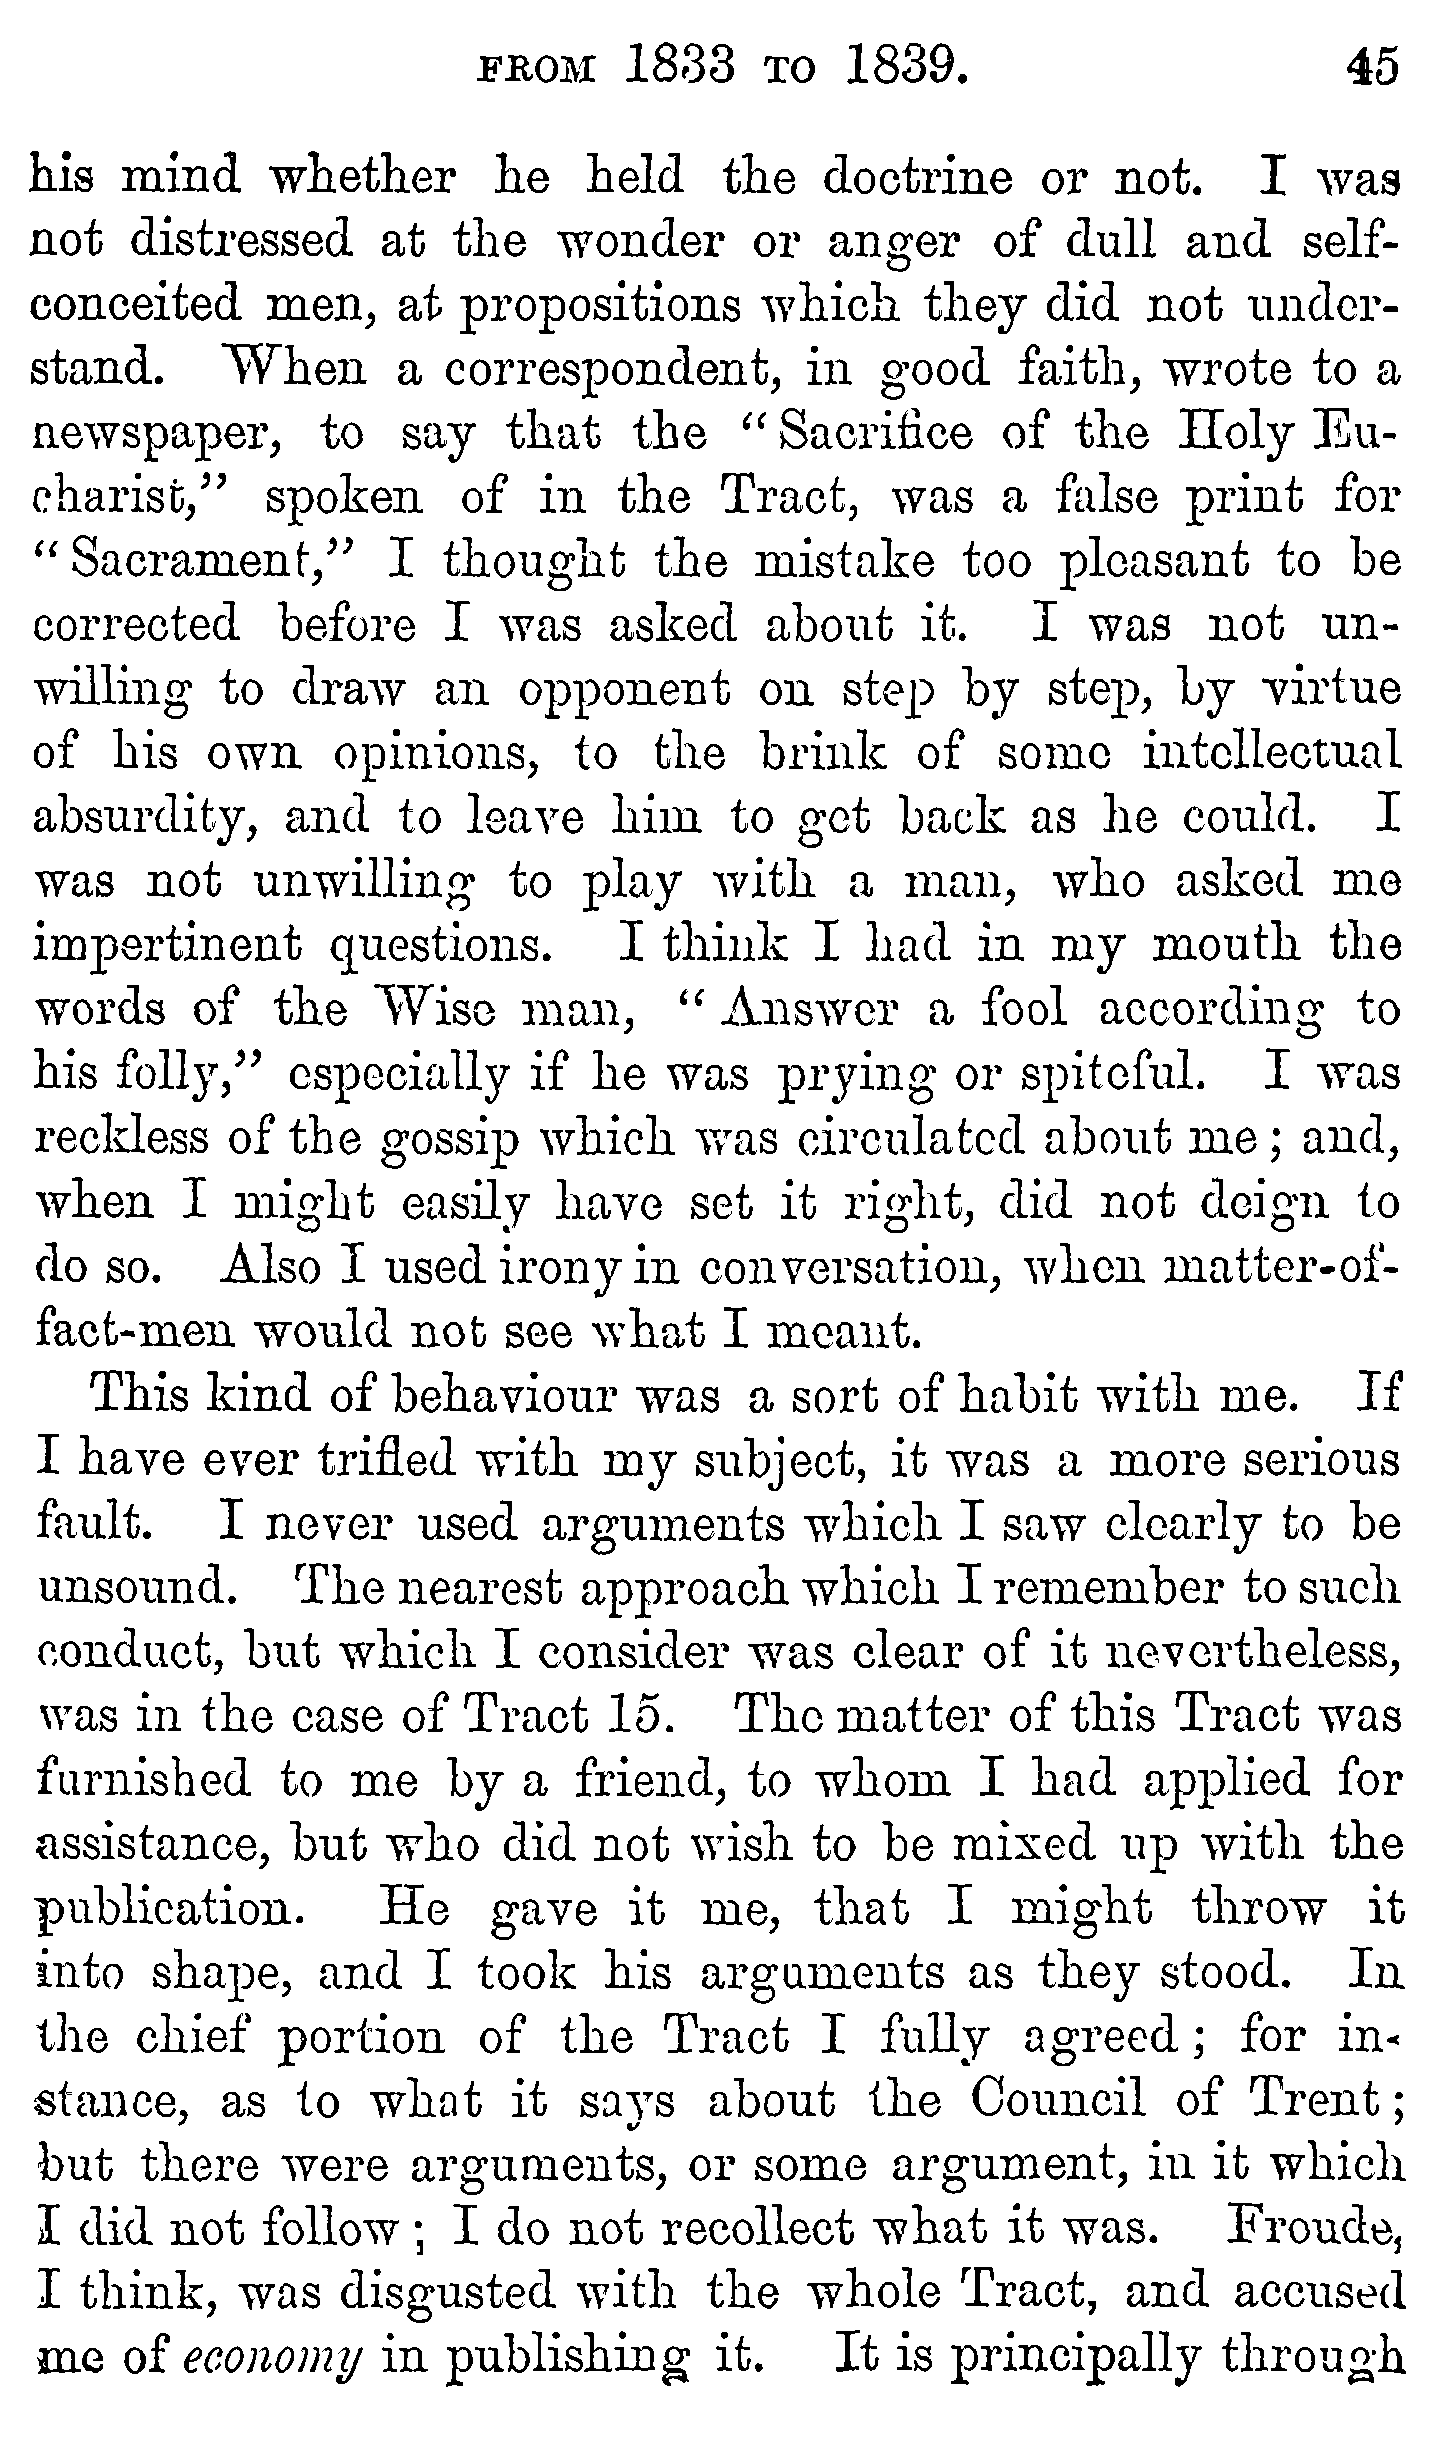 FROM 1833 TO 1839. 45
his mind whether he held the doctrine or not. I was
not distressed at the wonder or anger of dull and self-
conceited men, at propositions which they did not under-
stand. When a correspondent, in good faith, wrote to a
newspaper, to say that the “Sacrifice of the Holy Eu-
charist,” spoken of in the Tract, was a false print for
“Sacrament,” I thought the mistake too pleasant to be
corrected before I was asked about it. I was not un-
willing to draw an opponent on step by step, by virtue
of his own opinions, to the brink of some intellectual
absurdity, and to leave him to get back as he could. I
was not unwilling to play with a man, who asked me
impertinent questions. I think I had in my mouth the
words of the Wise man, “Answer a fool according to
his folly,” especially if he was prying or spiteful. I was
reckless of the gossip which was circulated about me; and,
when I might easily have set it right, did not deign to
do so. Also I used irony in conversation, when matter-of-
fact-men would not see what I meant.
This kind of behaviour was a sort of habit with me. If
I have ever trifled with my subject, it was a more serious
fault. I never used arguments which I saw clearly to be
unsound. The nearest approach which I remember to such
conduct, but which I consider was clear of it nevertheless,
was in the case of Tract 15. The matter of this Tract was
furnished to me by a friend, to whom I had applied for
assistance, but who did not wish to be mixed up with the
publication. He gave it me, that I might throw it
into shape, and I took his arguments as they stood. In
the chief portion of the Tract I fully agreed; for in-
stance, as to what it says about the Council of Trent;
but there were arguments, or some argument, in it which
I did not follow; I do not recollect what it was. Froude,
I think, was disgusted with the whole Tract, and accused
me of economy in publishing it. It is principally through